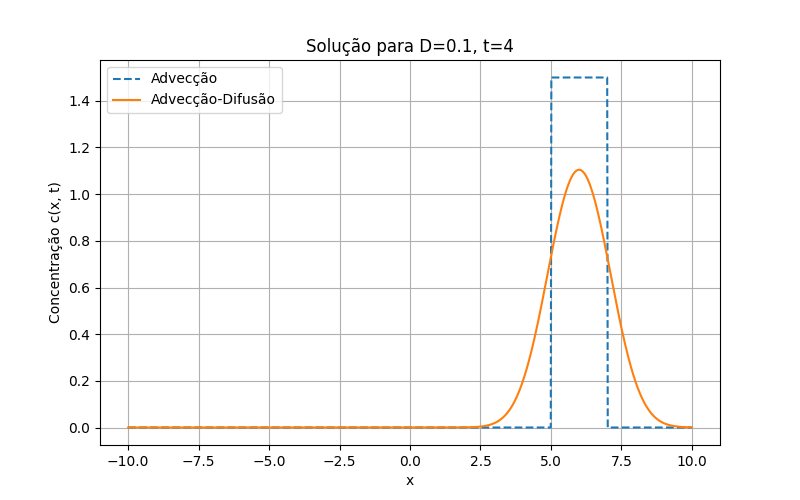 Solução para D=0.1, t=4
Advecção
Advecção-Difusão
Concentração c(x, t)
1.4
1.2
1.0
0.8
0.6
0.4
0.2
0.0
−10.0 −7.5 −5.0 −2.5 0.0 2.5 5.0 7.5 10.0
x